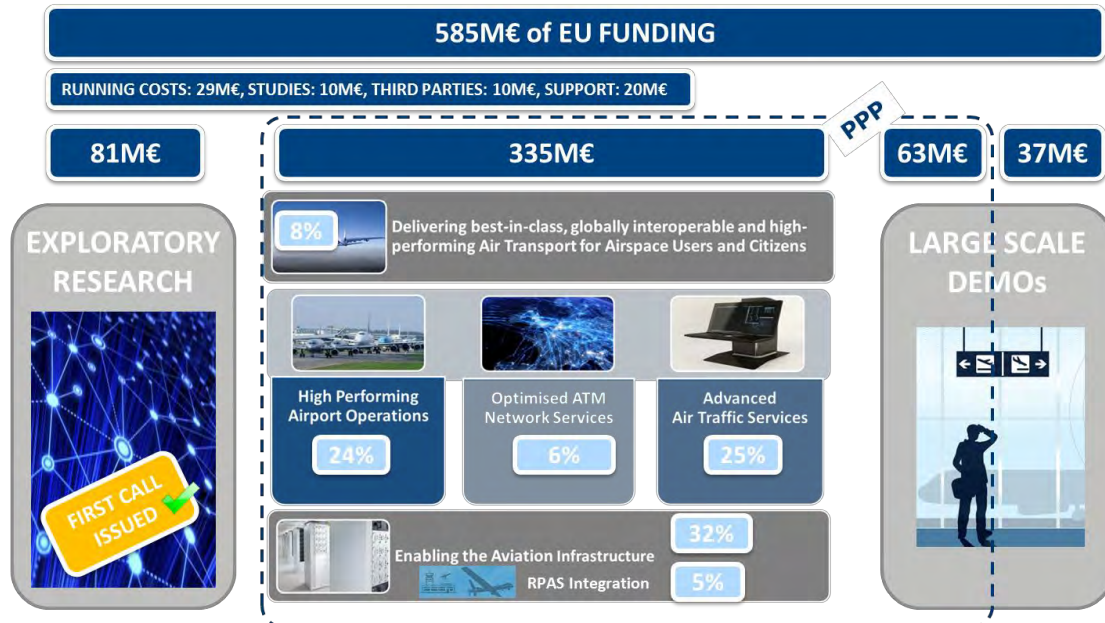 585M€ of EU FUNDING
RUNNING COSTS: 29M€, STUDIES: 10M€, THIRD PARTIES: 10M€, SUPPORT: 20M€
PPP
81M€
335M€
63M€
37M€
EXPLORATORY
RESEARCH
FIRST CALL
ISSUED
8%
Delivering best-in-class, globally interoperable and high-
performing Air Transport for Airspace Users and Citizens
High Performing
Airport Operations
24%
Optimised ATM
Network Services
6%
Advanced
Air Traffic Services
25%
Enabling the Aviation Infrastructure
32%
RPAS Integration
5%
LARGE SCALE
DEMOs